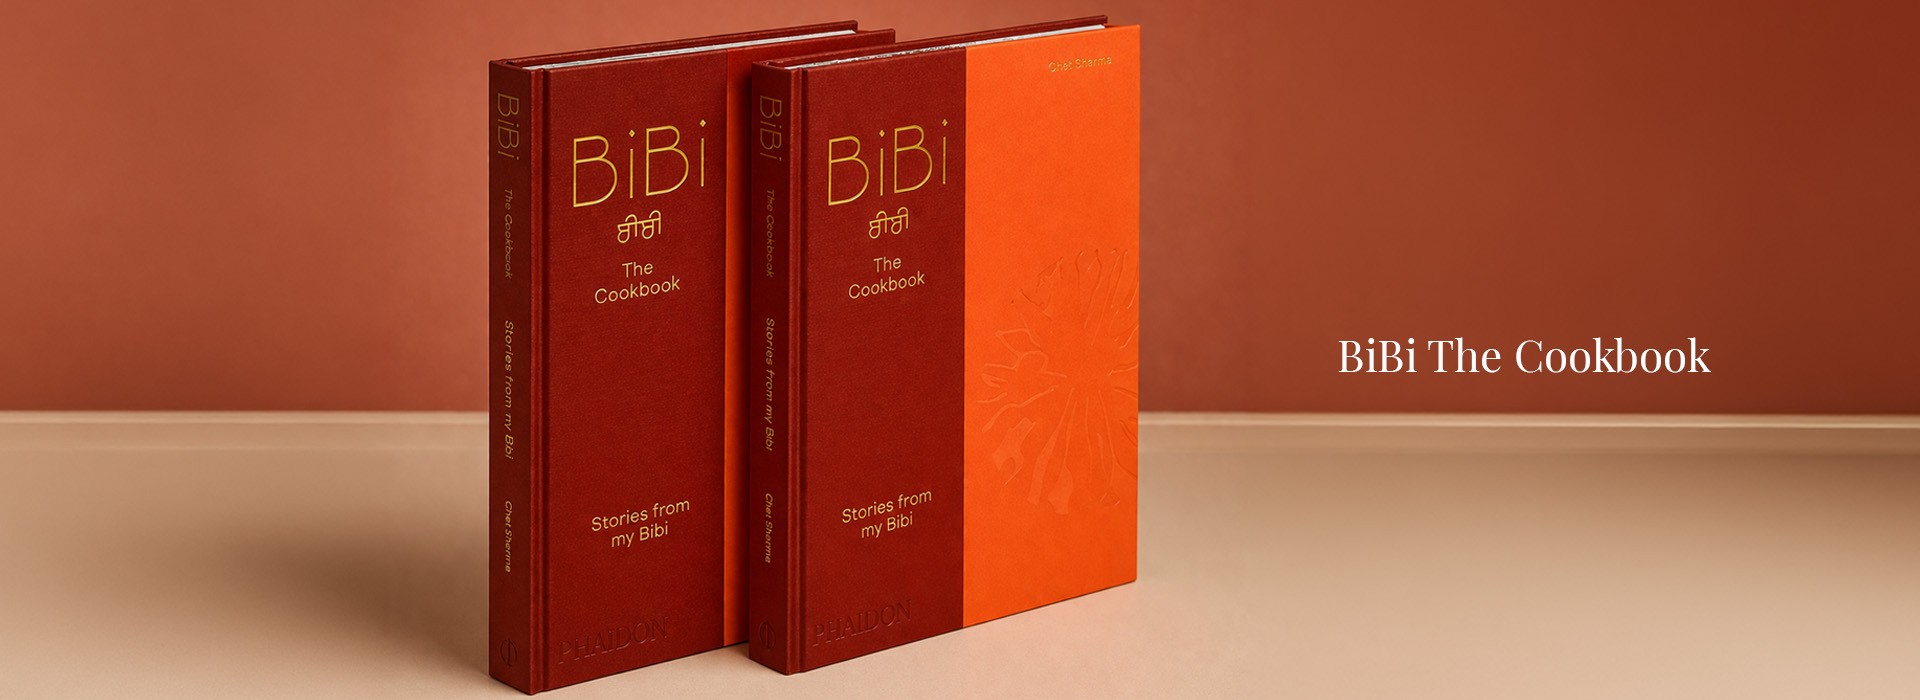 BiBi
The Cookbook
Stories from my Bibi
Chet Sharma
BiBi
ਬੀਬੀ
The
Cookbook
Stories from
my Bibi
PHAIDON
BiBi
The Cookbook
Stories from my Bibi
Chet Sharma
Chet Sharma
BiBi
ਬੀਬੀ
The
Cookbook
Stories from
my Bibi
PHAIDON
BiBi The Cookbook